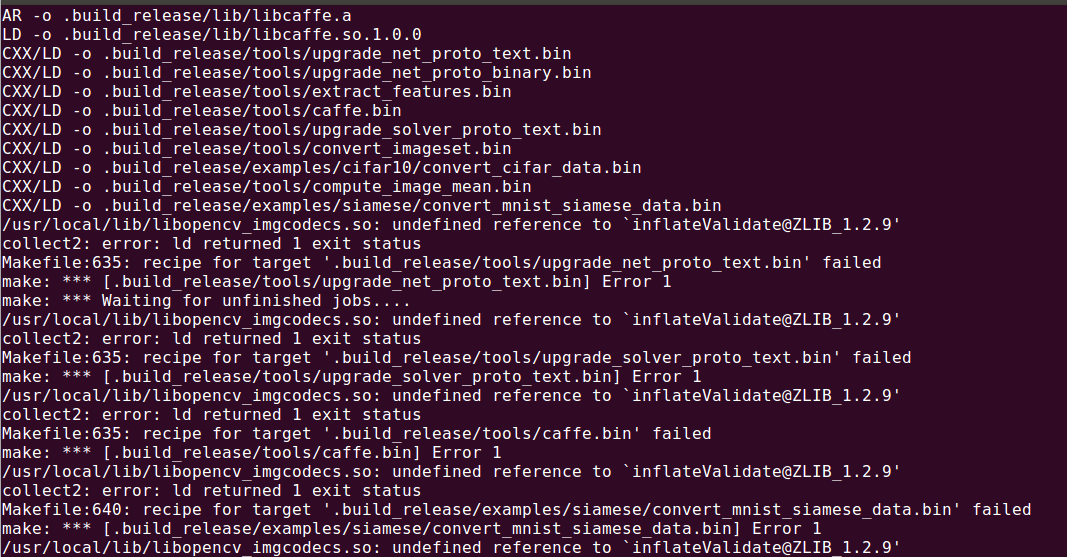 AR -o .build_release/lib/libcaffe.a
LD -o .build_release/lib/libcaffe.so.1.0.0
CXX/LD -o .build_release/tools/upgrade_net_proto_text.bin
CXX/LD -o .build_release/tools/upgrade_net_proto_binary.bin
CXX/LD -o .build_release/tools/extract_features.bin
CXX/LD -o .build_release/tools/caffe.bin
CXX/LD -o .build_release/tools/upgrade_solver_proto_text.bin
CXX/LD -o .build_release/tools/convert_imageset.bin
CXX/LD -o .build_release/examples/cifar10/convert_cifar_data.bin
CXX/LD -o .build_release/tools/compute_image_mean.bin
CXX/LD -o .build_release/examples/siamese/convert_mnist_siamese_data.bin
/usr/local/lib/libopencv_imgcodecs.so: undefined reference to `inflateValidate@ZLIB_1.2.9'
collect2: error: ld returned 1 exit status
Makefile:635: recipe for target '.build_release/tools/upgrade_net_proto_text.bin' failed
make: *** [.build_release/tools/upgrade_net_proto_text.bin] Error 1
make: *** Waiting for unfinished jobs....
/usr/local/lib/libopencv_imgcodecs.so: undefined reference to `inflateValidate@ZLIB_1.2.9'
collect2: error: ld returned 1 exit status
Makefile:635: recipe for target '.build_release/tools/upgrade_solver_proto_text.bin' failed
make: *** [.build_release/tools/upgrade_solver_proto_text.bin] Error 1
/usr/local/lib/libopencv_imgcodecs.so: undefined reference to `inflateValidate@ZLIB_1.2.9'
collect2: error: ld returned 1 exit status
Makefile:635: recipe for target '.build_release/tools/caffe.bin' failed
make: *** [.build_release/tools/caffe.bin] Error 1
/usr/local/lib/libopencv_imgcodecs.so: undefined reference to `inflateValidate@ZLIB_1.2.9'
collect2: error: ld returned 1 exit status
Makefile:640: recipe for target '.build_release/examples/siamese/convert_mnist_siamese_data.bin' failed
make: *** [.build_release/examples/siamese/convert_mnist_siamese_data.bin] Error 1
/usr/local/lib/libopencv_imgcodecs.so: undefined reference to `inflateValidate@ZLIB_1.2.9'